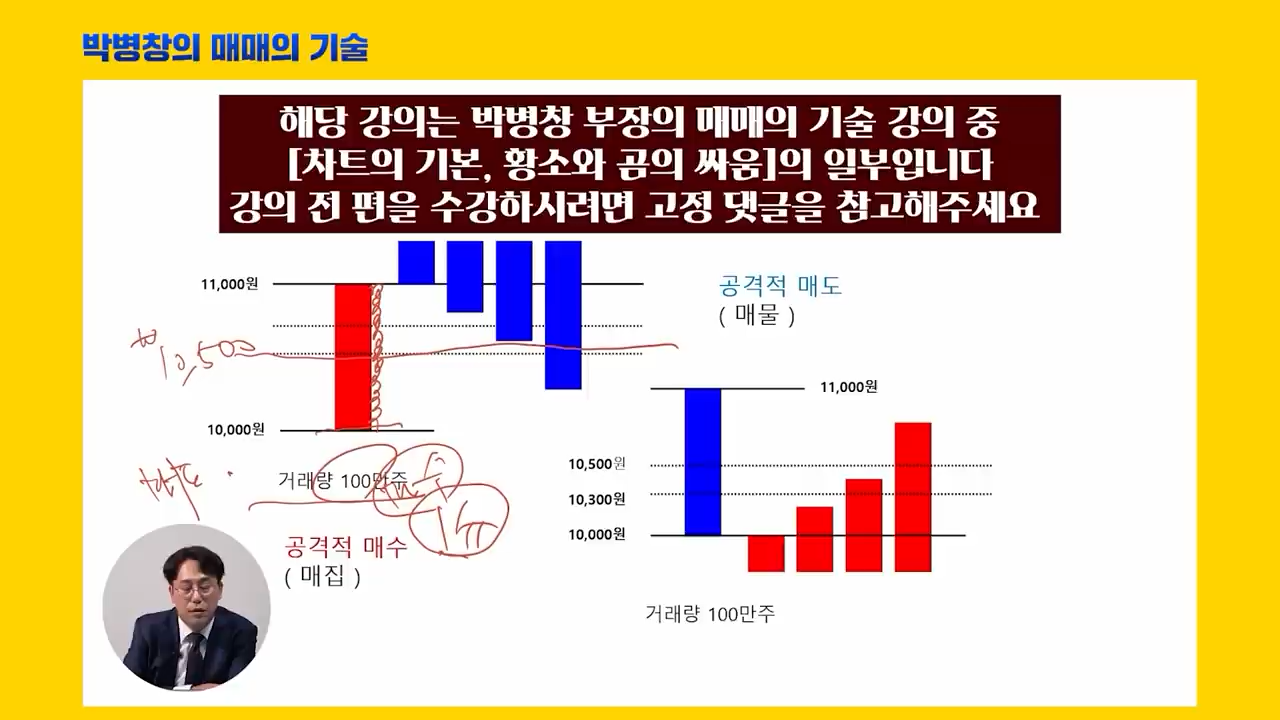 박병창의 매매의 기술
해당 강의는 박병창 부장의 매매의 기술 강의 중
[차트의 기본, 황소와 곰의 싸움]의 일부입니다
강의 전 편을 수강하시려면 고정 댓글을 참고해주세요
11,000원
₩10,500
10,000원
거래량 100만주
공격적 매수
( 매집 )
공격적 매도
( 매물 )
11,000원
10,500원
10,300원
10,000원
거래량 100만주